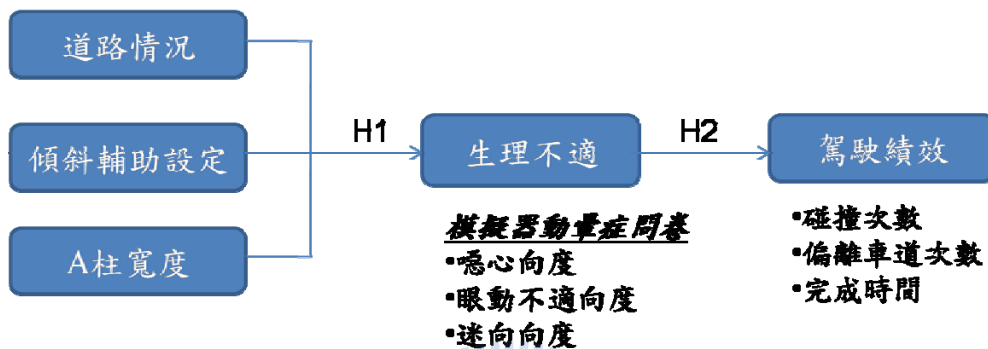 道路情況
傾斜輔助設定
A柱寬度
H1
生理不適
H2
駕駛績效
模擬器動暈症問卷
▪噁心向度
▪眼動不適向度
▪迷向向度
▪碰撞次數
▪偏離車道次數
▪完成時間